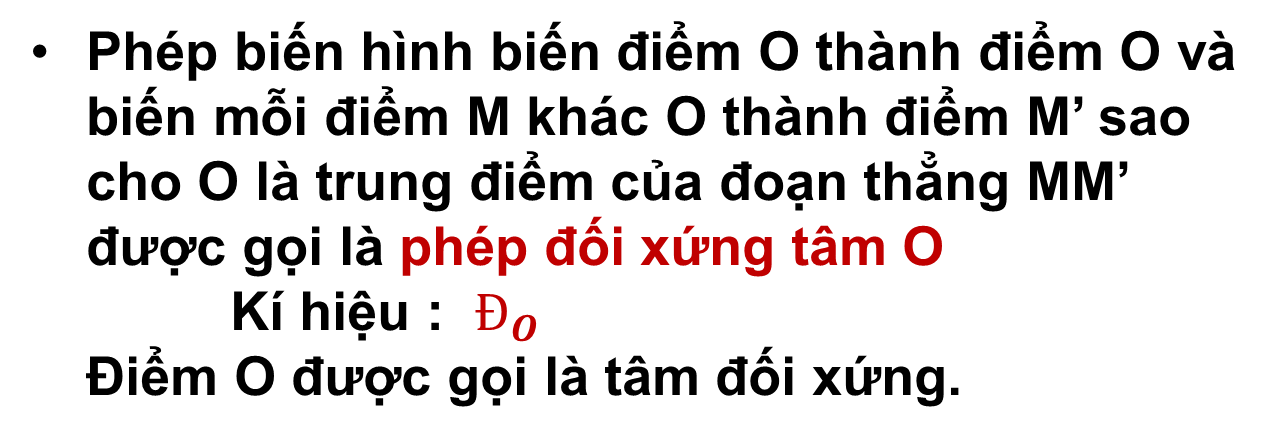 • Phép biến hình biến điểm O thành điểm O và
biến mỗi điểm M khác O thành điểm M’ sao
cho O là trung điểm của đoạn thẳng MM’
được gọi là phép đối xứng tâm O
Kí hiệu : Đ_O
Điểm O được gọi là tâm đối xứng.